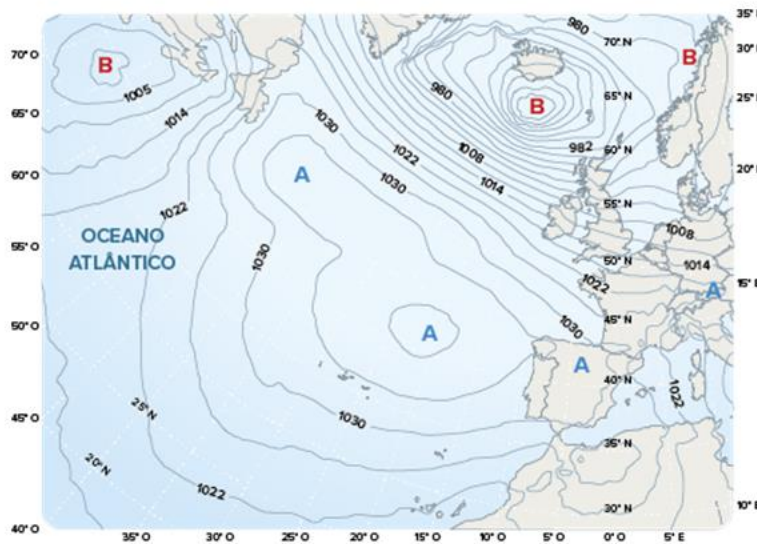 980
35° E
70° N
70° O
B
B
30° E
1005
980
65° N
25° E
65° O
1014
1030
B
1022
1008
982
60° N
60° O
A
1030
1014
20° E
55° N
1022
1008
OCEANO
ATLÂNTICO
55° O
1030
50° N
1014
1022
A
15° E
50° O
A
1030
45° N
A
40° N
1022
25° N
1030
45° O
35° N
20° N
1022
30° N
10° E
40° O
35° O
30° O
25° O
20° O
15° O
10° O
5° O
0° O
5° E